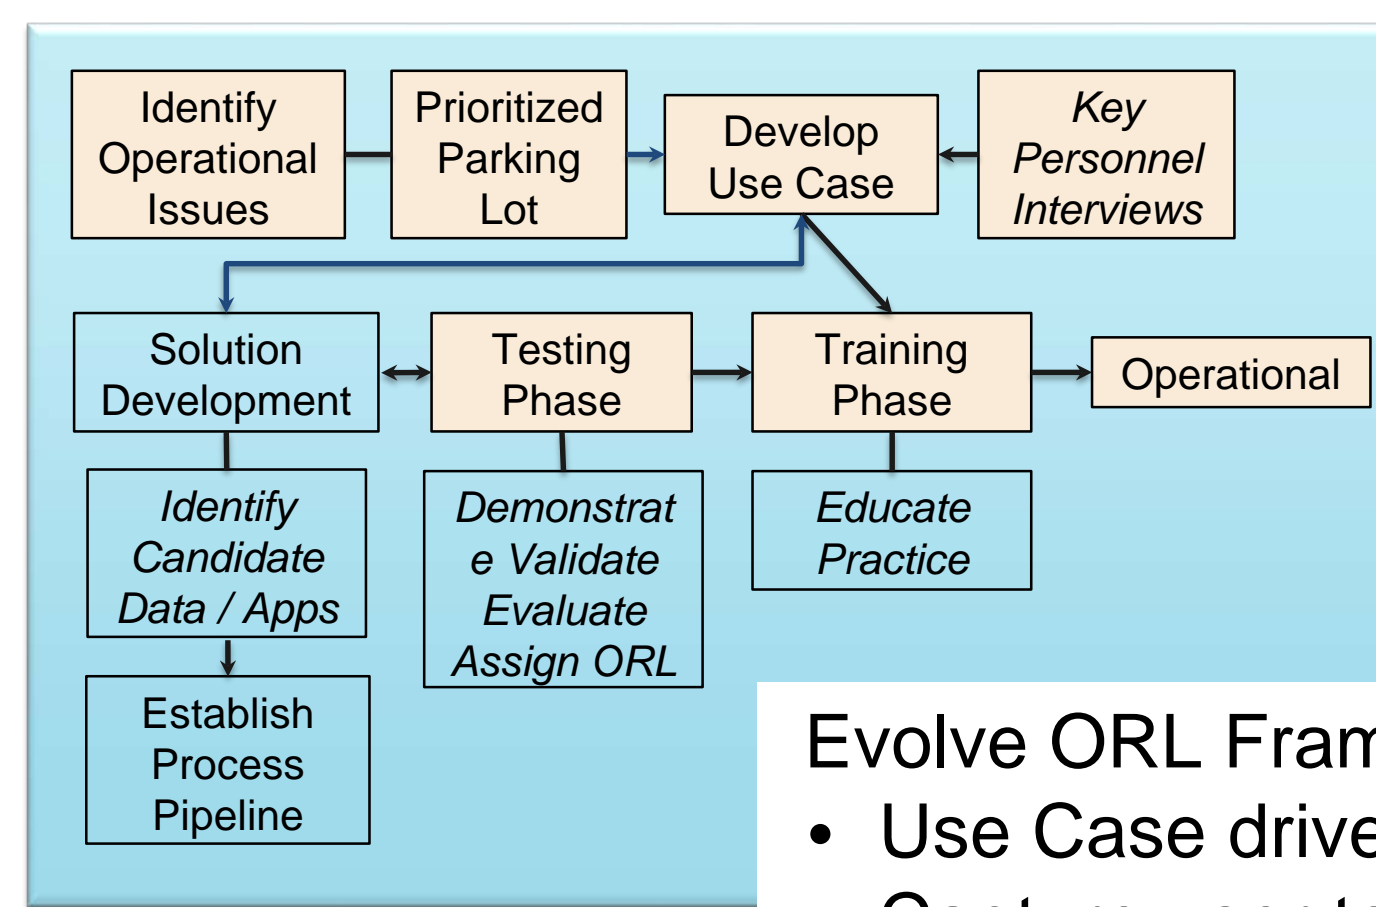 Identify
Operational
Issues
Prioritized
Parking
Lot
Develop
Use Case
Key
Personnel
Interviews
Solution
Development
Testing
Phase
Training
Phase
Operational
Identify
Candidate
Data / Apps
Demonstrat
e Validate
Evaluate
Assign ORL
Educate
Practice
Establish
Process
Pipeline
Evolve ORL Fram
• Use Case drive